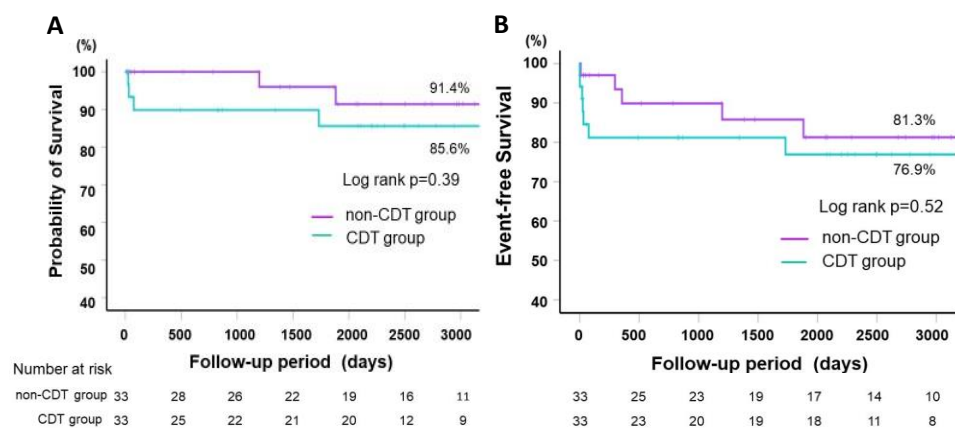 A
(%)
100
90
80
70
60
50
40
Probability of Survival
91.4%
85.6%
Log rank p=0.39
non-CDT group
CDT group
0 500 1000 1500 2000 2500 3000
Follow-up period (days)
B
(%)
100
90
80
70
60
50
40
Event-free Survival
81.3%
76.9%
Log rank p=0.52
non-CDT group
CDT group
0 500 1000 1500 2000 2500 3000
Follow-up period (days)
Number at risk
non-CDT group 33 28 26 22 19 16 11
CDT group 33 25 22 21 20 12 9
33 25 23 19 17 14 10
33 23 20 19 18 11 8